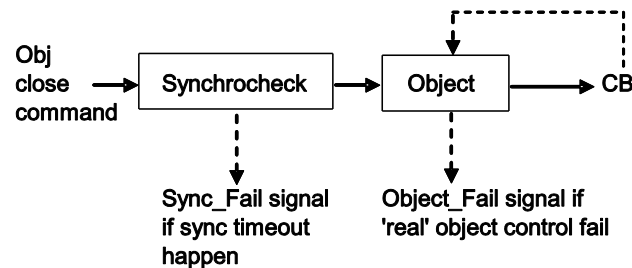 Obj
close
command
Synchrocheck
Object
CB
Sync_Fail signal
if sync timeout
happen
Object_Fail signal if
'real' object control fail